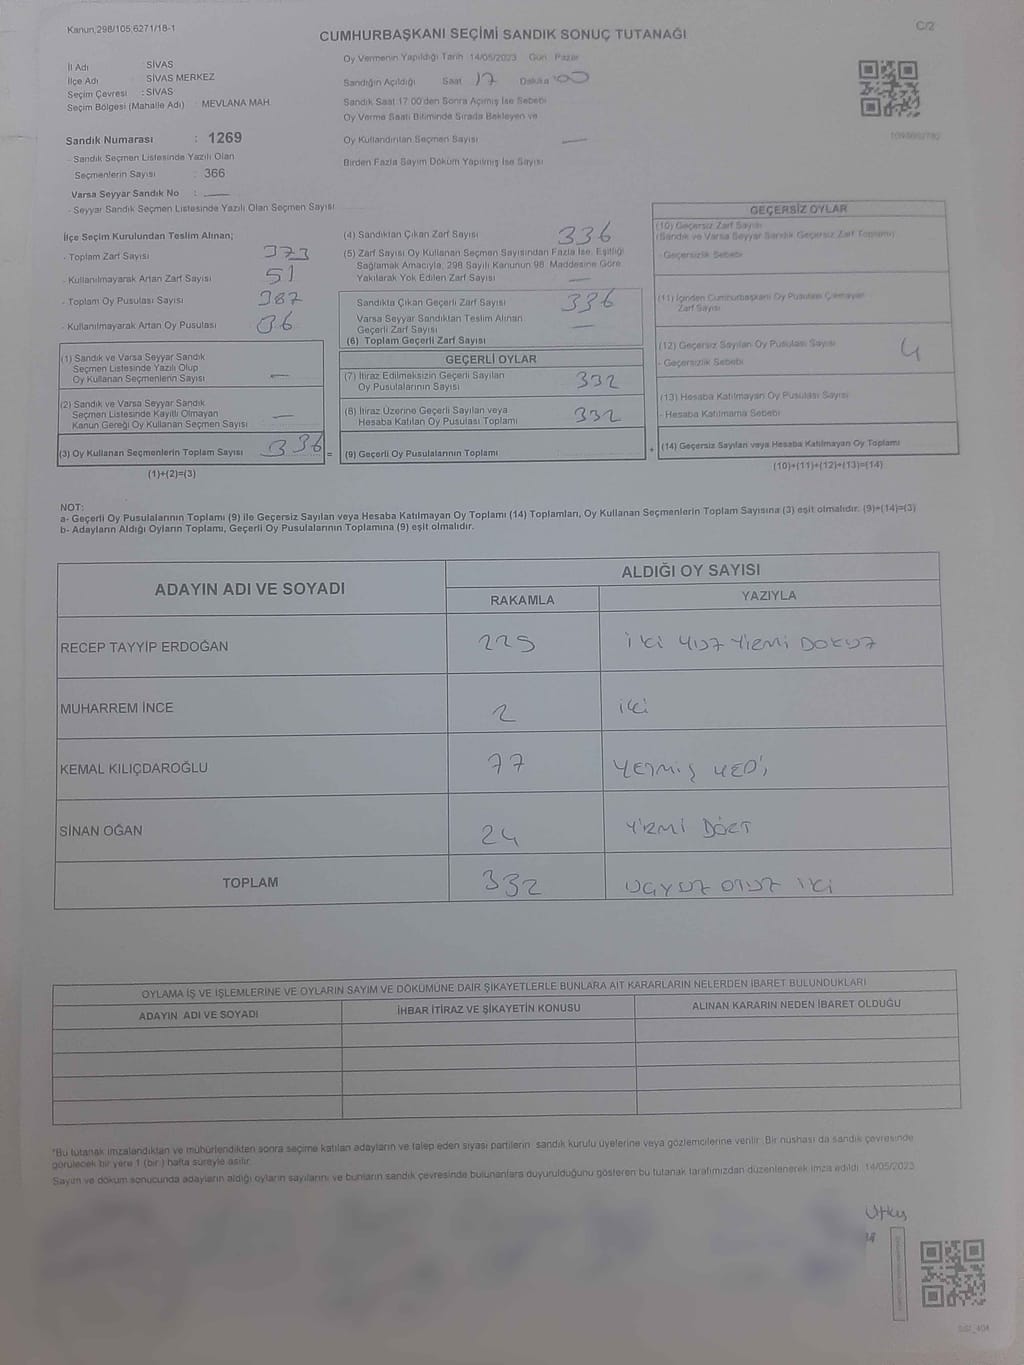 Kanun,298/105,6271/18-1
CUMHURBAŞKANI SEÇİMİ SANDIK SONUÇ TUTANAĞI
C/2
İl Adı : SİVAS
İlçe Adı : SİVAS MERKEZ
Seçim Çevresi : SİVAS
Seçim Bölgesi (Mahalle Adı) : MEVLANA MAH.
Sandık Numarası : 1269
- Sandık Seçmen Listesinde Yazılı Olan
Seçmenlerin Sayısı : 366
Varsa Seyyar Sandık No : —
- Seyyar Sandık Seçmen Listesinde Yazılı Olan Seçmen Sayısı
Oy Vermenin Yapıldığı Tarih 14/05/2023 Gün Pazar
Sandığın Açıldığı Saat 17 Dakika 00
Sandık Saat 17:00'den Sonra Açımış İse Sebebi
Oy Verme Saati Bitiminde Sırada Bekleyen ve
Oy Kullandırılan Seçmen Sayısı —
Birden Fazla Sayım Döküm Yapılmış İse Sayısı
İlçe Seçim Kurulundan Teslim Alınan;
- Toplam Zarf Sayısı 373
- Kullanılmayarak Artan Zarf Sayısı 51
- Toplam Oy Pusulası Sayısı 387
- Kullanılmayarak Artan Oy Pusulası 36
(1) Sandık ve Varsa Seyyar Sandık
Seçmen Listesinde Yazılı Olup
Oy Kullanan Seçmenlerin Sayısı —
(2) Sandık ve Varsa Seyyar Sandık
Seçmen Listesinde Kayıtlı Olmayan
Kanun Gereği Oy Kullanan Seçmen Sayısı —
(3) Oy Kullanan Seçmenlerin Toplam Sayısı 336 =
(1)+(2)=(3)
(4) Sandıktan Çıkan Zarf Sayısı 336
(5) Zarf Sayısı Oy Kullanan Seçmen Sayısından Fazla İse, Eşitliği
Sağlamak Amacıyla, 298 Sayılı Kanunun 98. Maddesine Göre
Yakılarak Yok Edilen Zarf Sayısı —
Sandıkta Çıkan Geçerli Zarf Sayısı 336
Varsa Seyyar Sandıktan Teslim Alınan
Geçerli Zarf Sayısı —
(6) Toplam Geçerli Zarf Sayısı
GEÇERLİ OYLAR
(7) İtiraz Edilmeksizin Geçerli Sayılan
Oy Pusulalarının Sayısı 332
(8) İtiraz Üzerine Geçerli Sayılan veya
Hesaba Katılan Oy Pusulası Toplamı 332
(9) Geçerli Oy Pusulalarının Toplamı +
GEÇERSİZ OYLAR
(10) Geçersiz Zarf Sayısı
(Sandık ve Varsa Seyyar Sandık Geçersiz Zarf Toplamı)
- Geçersizlik Sebebi
(11) İçinden Cumhurbaşkanı Oy Pusulası Çıkmayan
Zarf Sayısı
(12) Geçersiz Sayılan Oy Pusulası Sayısı 4
- Geçersizlik Sebebi
(13) Hesaba Katılmayan Oy Pusulası Sayısı
- Hesaba Katılmama Sebebi
(14) Geçersiz Sayılan veya Hesaba Katılmayan Oy Toplamı
(10)+(11)+(12)+(13)=(14)
NOT:
a- Geçerli Oy Pusulalarının Toplamı (9) ile Geçersiz Sayılan veya Hesaba Katılmayan Oy Toplamı (14) Toplamları, Oy Kullanan Seçmenlerin Toplam Sayısına (3) eşit olmalıdır. (9)+(14)=(3)
b- Adayların Aldığı Oyların Toplamı, Geçerli Oy Pusulalarının Toplamına (9) eşit olmalıdır.
ADAYIN ADI VE SOYADI
ALDIĞI OY SAYISI
RAKAMLA YAZIYLA
RECEP TAYYİP ERDOĞAN 229 iki yüz Yirmi DOKUZ
MUHARREM İNCE 2 iki
KEMAL KILIÇDAROĞLU 77 YETMİŞ YEDİ
SİNAN OĞAN 24 YİRMİ DÖRT
TOPLAM 332 ÜÇYÜZ OTUZ İKİ
OYLAMA İŞ VE İŞLEMLERİNE VE OYLARIN SAYIM VE DÖKÜMÜNE DAİR ŞİKAYETLERLE BUNLARA AİT KARARLARIN NELERDEN İBARET BULUNDUKLARI
ADAYIN ADI VE SOYADI İHBAR İTİRAZ VE ŞİKAYETİN KONUSU ALINAN KARARIN NEDEN İBARET OLDUĞU
*Bu tutanak imzalandıktan ve mühürlendikten sonra seçime katılan adayların ve talep eden siyasi partilerin sandık kurulu üyelerine veya gözlemcilerine verilir. Bir nüshası da sandık çevresinde
görülecek bir yere 1 (bir) hafta süreyle asılır.
Sayım ve döküm sonucunda adayların aldığı oyların sayılarını ve bunların sandık çevresinde bulunanlara duyurulduğunu gösteren bu tutanak tarafımızdan düzenlenerek imza edildi. 14/05/2023